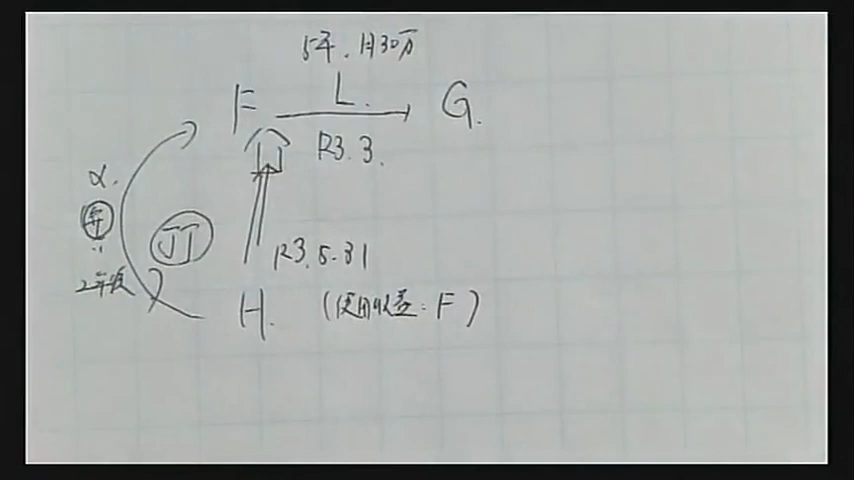 5年、月30万
F L. G.
R3.3.
α.
弁
2年後
JT
R3.5.31
H. (使用収益:F)